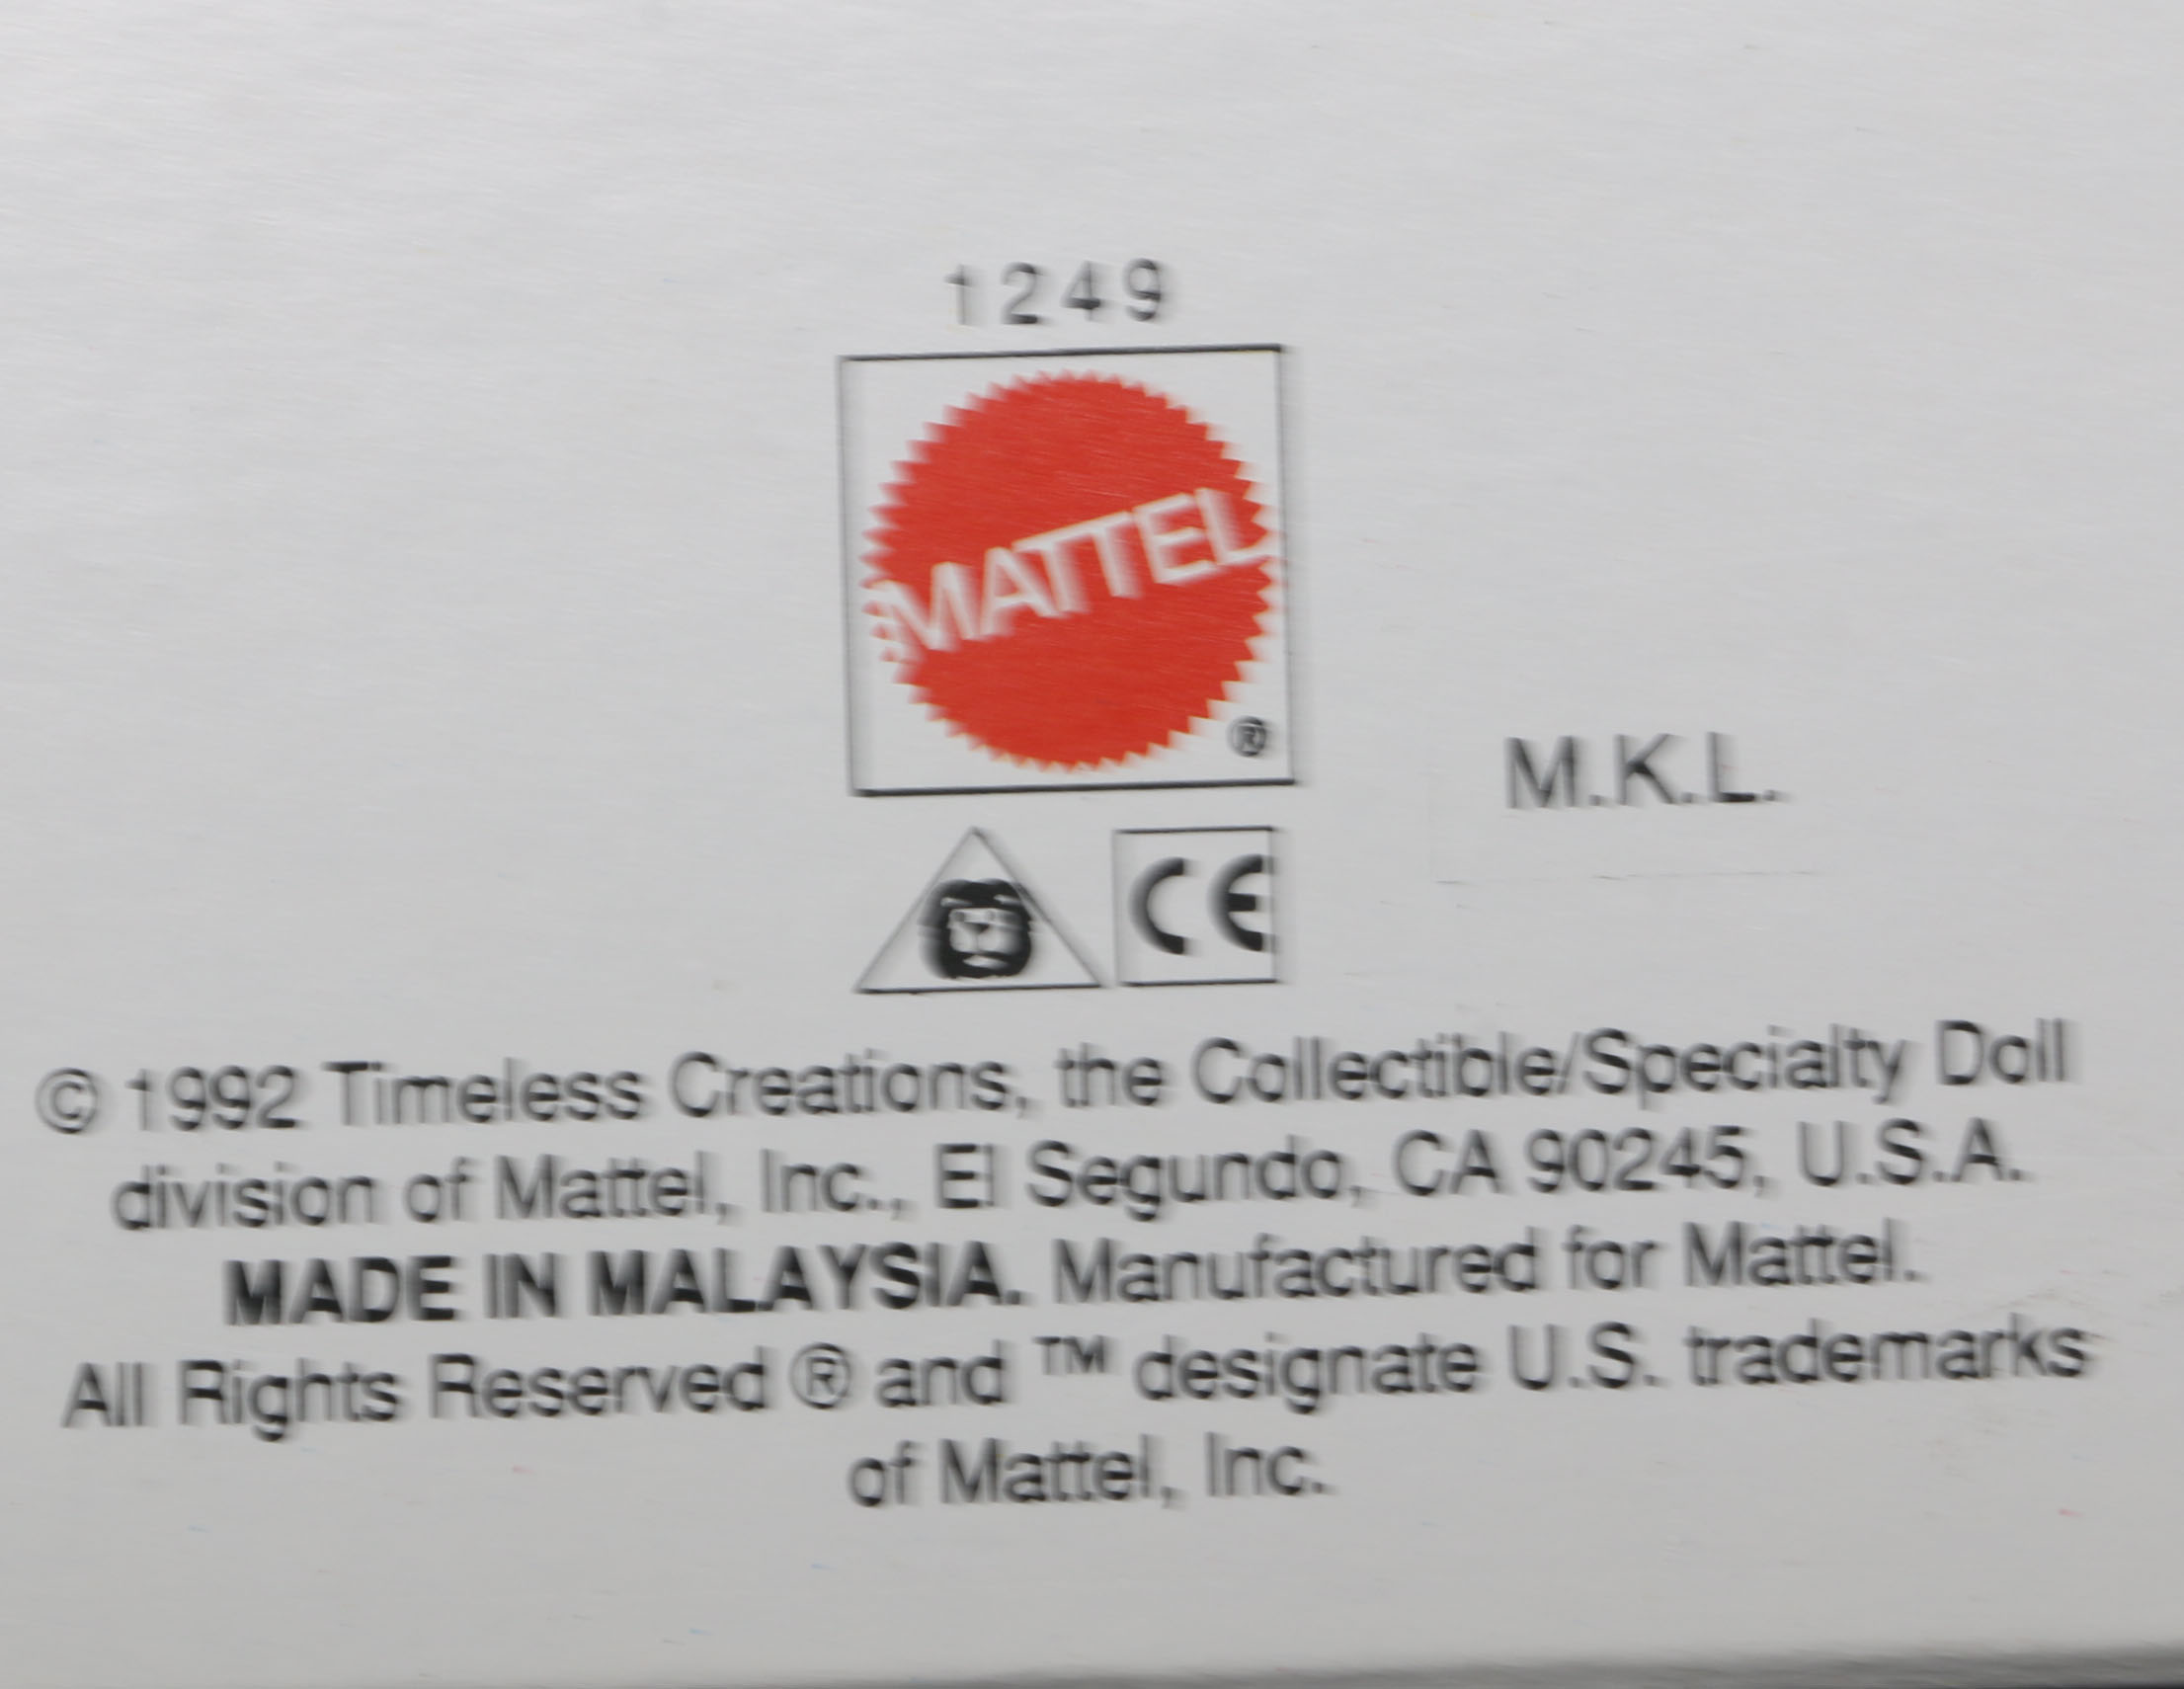 1249
MATTEL
®
M.K.L.
CE
© 1992 Timeless Creations, the Collectible/Specialty Doll
division of Mattel, Inc., El Segundo, CA 90245, U.S.A.
MADE IN MALAYSIA. Manufactured for Mattel.
All Rights Reserved ® and ™ designate U.S. trademarks
of Mattel, Inc.